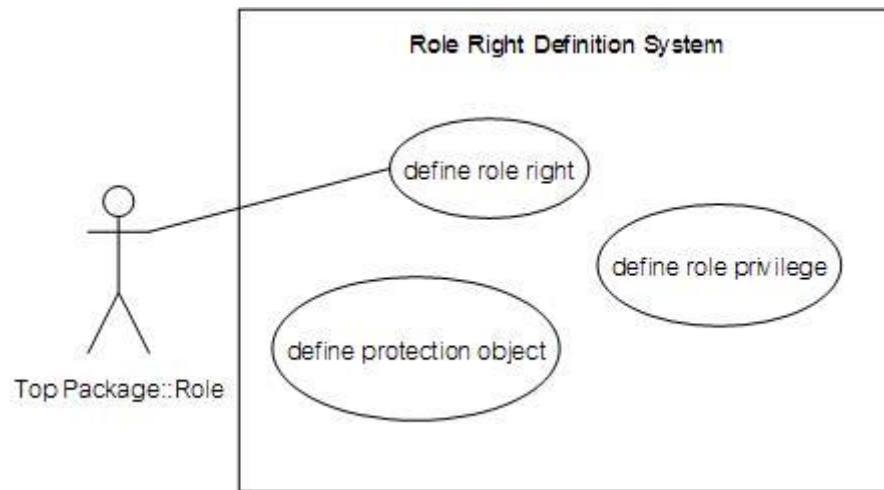 Role Right Definition System
define role right
define role privilege
define protection object
Top Package::Role